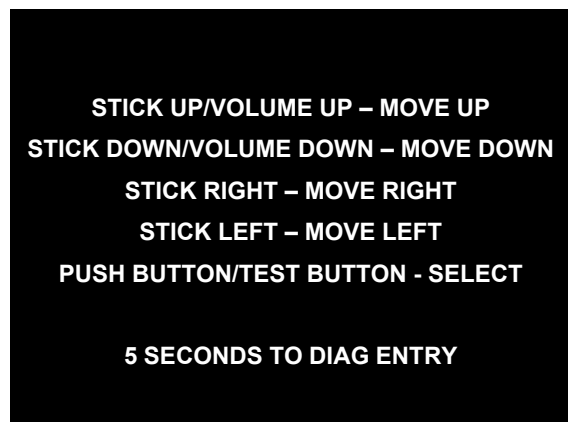 STICK UP/VOLUME UP – MOVE UP
STICK DOWN/VOLUME DOWN – MOVE DOWN
STICK RIGHT – MOVE RIGHT
STICK LEFT – MOVE LEFT
PUSH BUTTON/TEST BUTTON - SELECT
5 SECONDS TO DIAG ENTRY